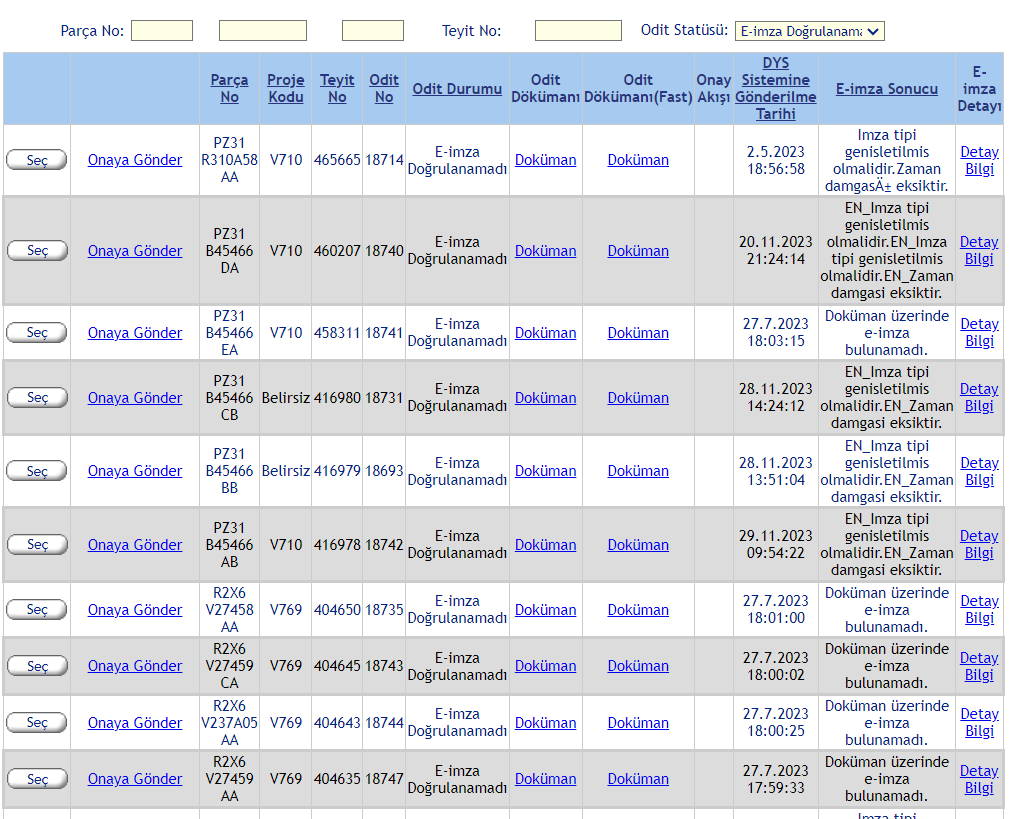 Parça No: Teyit No: Odit Statüsü: E-imza Doğrulanama
Parça No Proje Kodu Teyit No Odit No Odit Durumu Odit Dökümanı Odit Dökümanı(Fast) Onay Akışı DYS Sistemine Gönderilme Tarihi E-imza Sonucu E-imza Detayı
Seç Onaya Gönder PZ31 R310A58 AA V710 465665 18714 E-imza Doğrulanamadı Doküman Doküman 2.5.2023 18:56:58 Imza tipi genisletilmis olmalidir.Zaman damgasÄ± eksiktir. Detay Bilgi
Seç Onaya Gönder PZ31 B45466 DA V710 460207 18740 E-imza Doğrulanamadı Doküman Doküman 20.11.2023 21:24:14 EN_Imza tipi genisletilmis olmalidir.EN_Imza tipi genisletilmis olmalidir.EN_Zaman damgasi eksiktir. Detay Bilgi
Seç Onaya Gönder PZ31 B45466 EA V710 458311 18741 E-imza Doğrulanamadı Doküman Doküman 27.7.2023 18:03:15 Doküman üzerinde e-imza bulunamadı. Detay Bilgi
Seç Onaya Gönder PZ31 B45466 CB Belirsiz 416980 18731 E-imza Doğrulanamadı Doküman Doküman 28.11.2023 14:24:12 EN_Imza tipi genisletilmis olmalidir.EN_Zaman damgasi eksiktir. Detay Bilgi
Seç Onaya Gönder PZ31 B45466 BB Belirsiz 416979 18693 E-imza Doğrulanamadı Doküman Doküman 28.11.2023 13:51:04 EN_Imza tipi genisletilmis olmalidir.EN_Zaman damgasi eksiktir. Detay Bilgi
Seç Onaya Gönder PZ31 B45466 AB V710 416978 18742 E-imza Doğrulanamadı Doküman Doküman 29.11.2023 09:54:22 EN_Imza tipi genisletilmis olmalidir.EN_Zaman damgasi eksiktir. Detay Bilgi
Seç Onaya Gönder R2X6 V27458 AA V769 404650 18735 E-imza Doğrulanamadı Doküman Doküman 27.7.2023 18:01:00 Doküman üzerinde e-imza bulunamadı. Detay Bilgi
Seç Onaya Gönder R2X6 V27459 CA V769 404645 18743 E-imza Doğrulanamadı Doküman Doküman 27.7.2023 18:00:02 Doküman üzerinde e-imza bulunamadı. Detay Bilgi
Seç Onaya Gönder R2X6 V237A05 AA V769 404643 18744 E-imza Doğrulanamadı Doküman Doküman 27.7.2023 18:00:25 Doküman üzerinde e-imza bulunamadı. Detay Bilgi
Seç Onaya Gönder R2X6 V27459 AA V769 404635 18747 E-imza Doğrulanamadı Doküman Doküman 27.7.2023 17:59:33 Doküman üzerinde e-imza bulunamadı. Detay Bilgi
Imza tipi